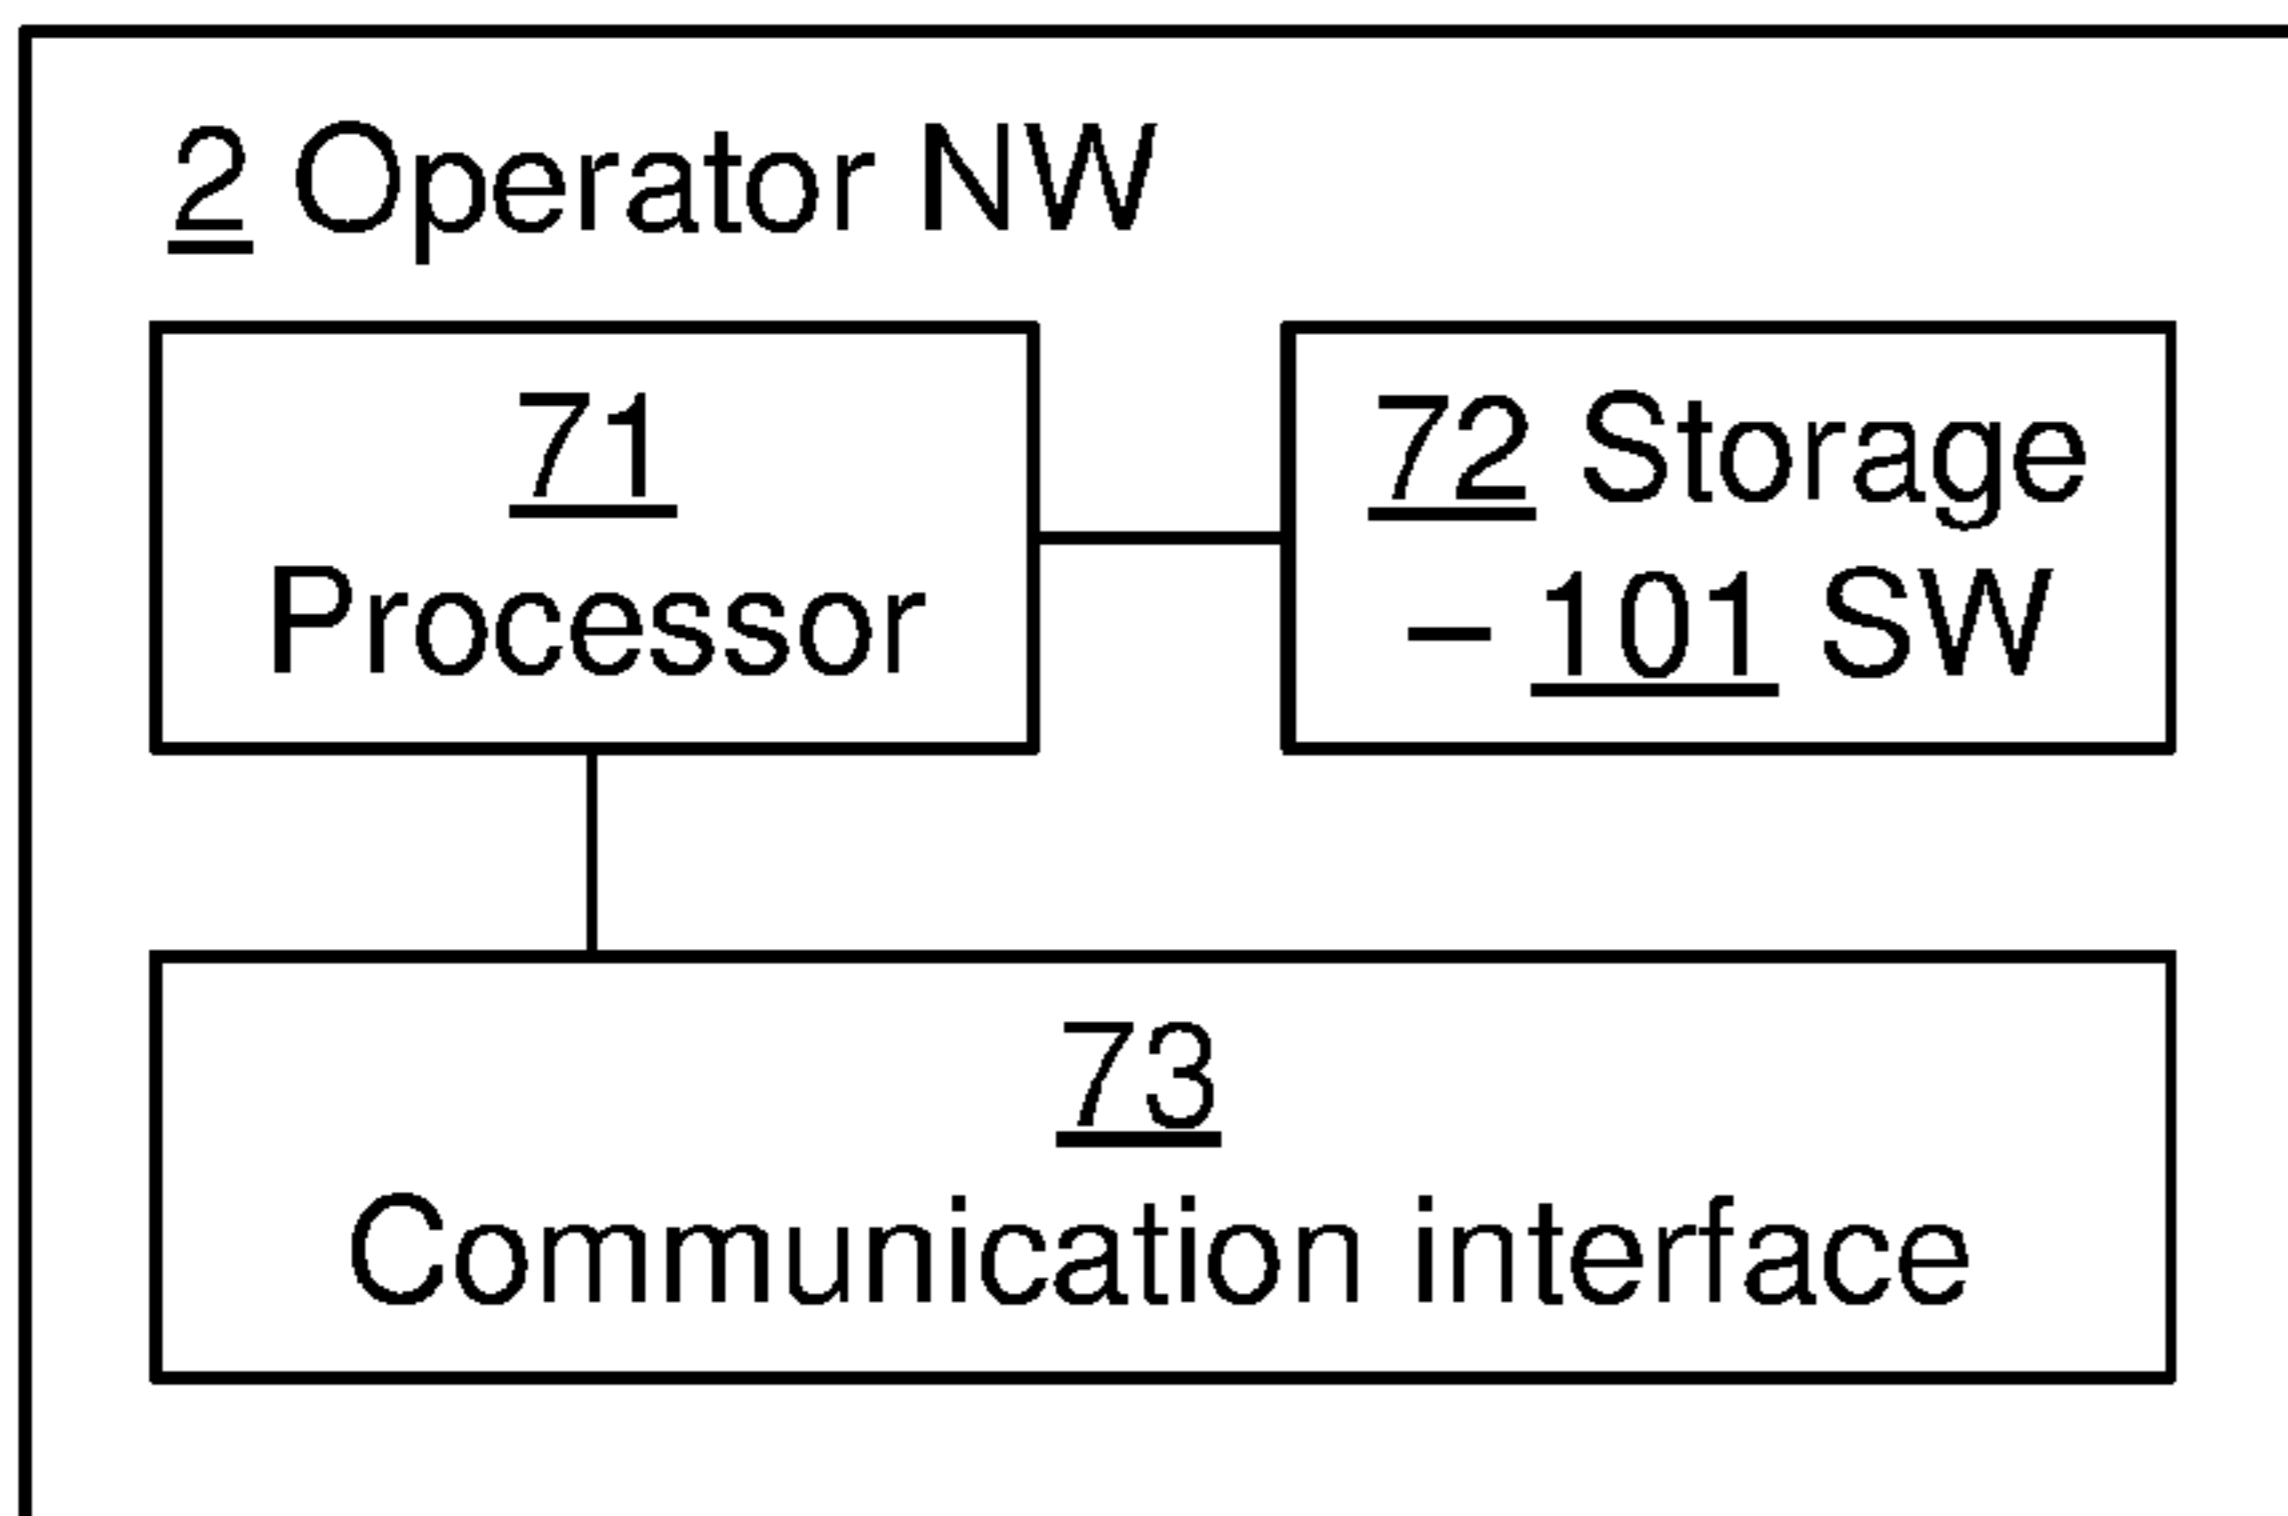 2 Operator NW
71
Processor
72 Storage
– 101 SW
73
Communication interface